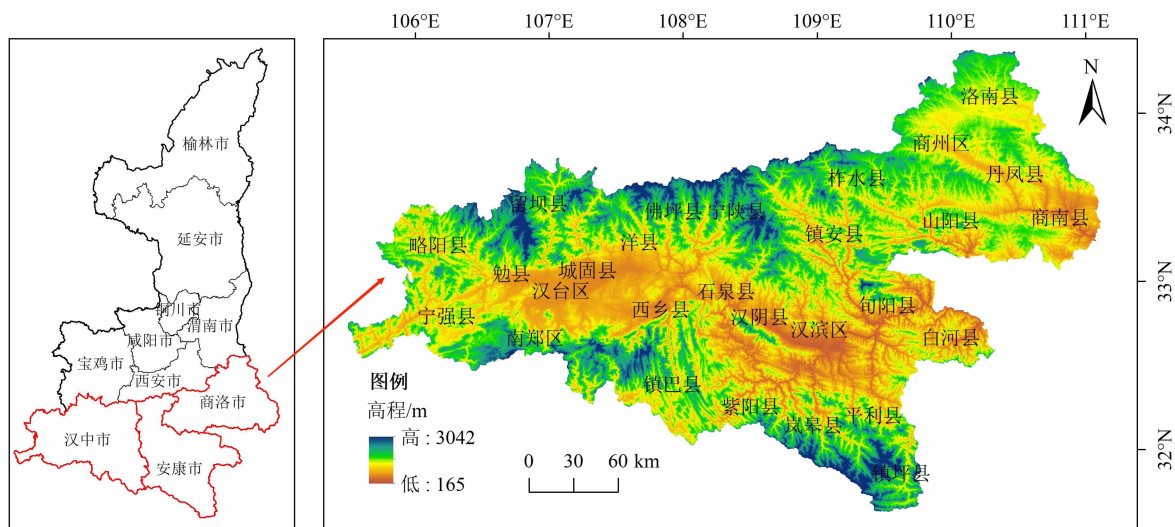 榆林市
延安市
铜川市
渭南市
咸阳市
宝鸡市
西安市
商洛市
汉中市
安康市
106°E
107°E
108°E
109°E
110°E
111°E
N
34°N
33°N
32°N
洛南县
商州区
丹凤县
柞水县
商南县
山阳县
镇安县
留坝县
佛坪县
宁陕县
略阳县
洋县
勉县
城固县
汉台区
石泉县
旬阳县
宁强县
西乡县
汉阴县
汉滨区
白河县
南郑区
镇巴县
紫阳县
岚皋县
平利县
镇坪县
图例
高程/m
高 : 3042
低 : 165
0 30 60 km